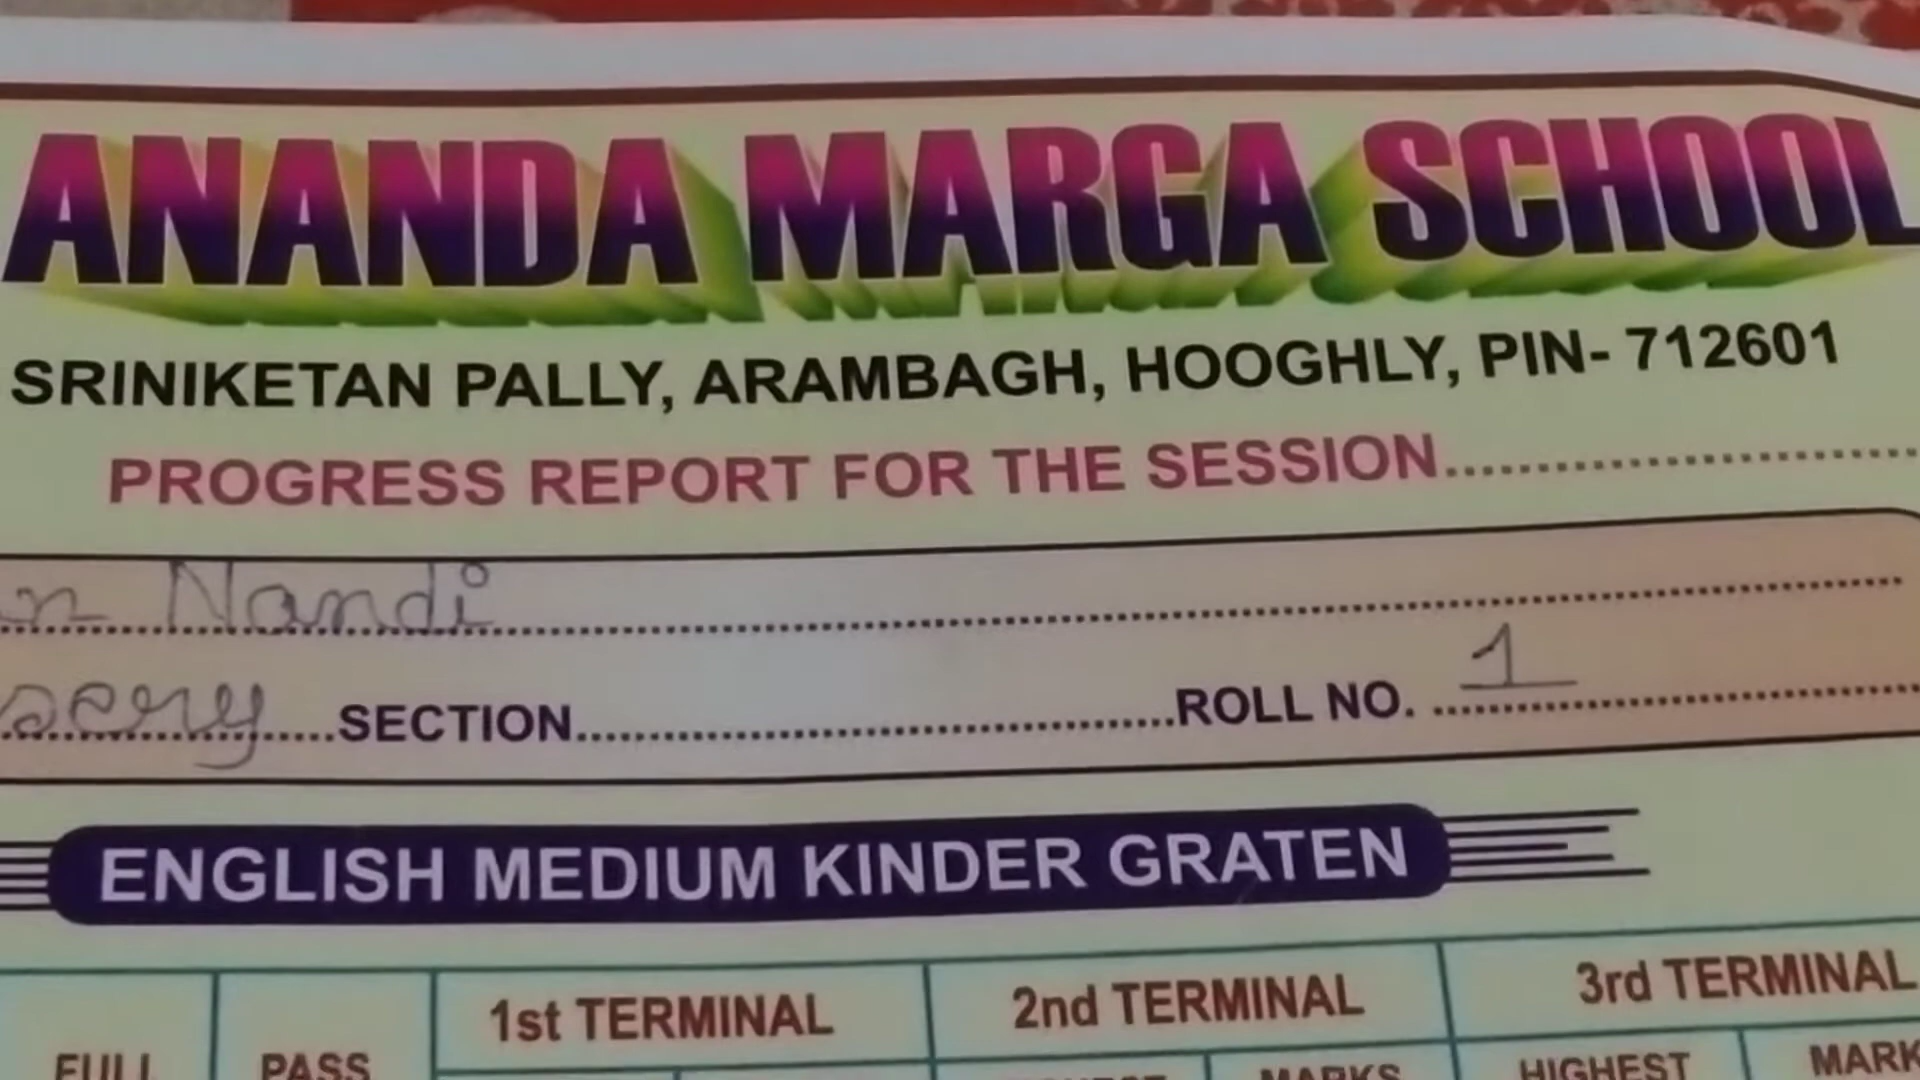 ANANDA MARGA SCHOOL
SRINIKETAN PALLY, ARAMBAGH, HOOGHLY, PIN- 712601
PROGRESS REPORT FOR THE SESSION
Nandi
SECTION ROLL NO. 1
ENGLISH MEDIUM KINDER GRATEN
1st TERMINAL 2nd TERMINAL 3rd TERMINAL
FULL PASS MARKS HIGHEST